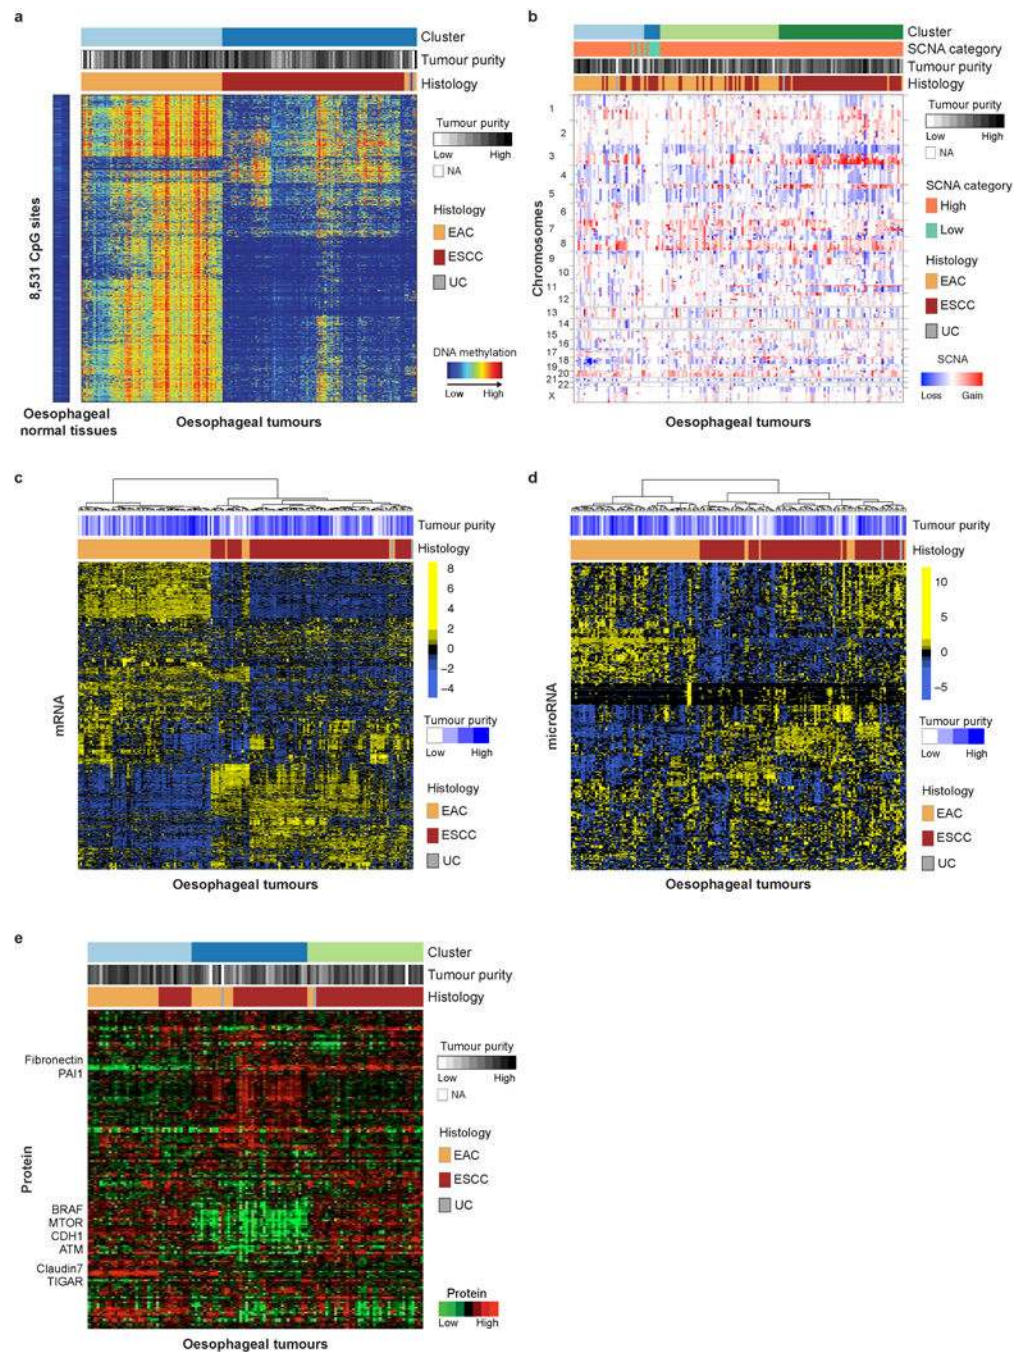 a
Cluster
Tumour purity
Histology
8,531 CpG sites
Tumour purity
Low High
NA
Histology
EAC
ESCC
UC
DNA methylation
Low High
Oesophageal
normal tissues
Oesophageal tumours
b
Cluster
SCNA category
Tumour purity
Histology
Chromosomes
1
2
3
4
5
6
7
8
9
10
11
12
13
14
15
16
17
18
19
20
21
22
X
Tumour purity
Low High
NA
SCNA category
High
Low
Histology
EAC
ESCC
UC
SCNA
Loss Gain
Oesophageal tumours
c
Tumour purity
Histology
mRNA
8
6
4
2
0
−2
−4
Tumour purity
Low High
Histology
EAC
ESCC
UC
Oesophageal tumours
d
Tumour purity
Histology
microRNA
10
5
0
−5
Tumour purity
Low High
Histology
EAC
ESCC
UC
Oesophageal tumours
e
Cluster
Tumour purity
Histology
Fibronectin
PAI1
Protein
BRAF
MTOR
CDH1
ATM
Claudin7
TIGAR
Tumour purity
Low High
NA
Histology
EAC
ESCC
UC
Protein
Low High
Oesophageal tumours